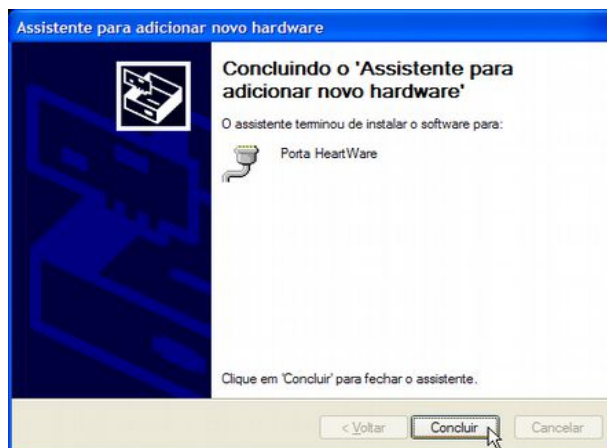 Assistente para adicionar novo hardware
Concluindo o 'Assistente para
adicionar novo hardware'
O assistente terminou de instalar o software para:
Porta HeartWare
Clique em 'Concluir' para fechar o assistente.
< Voltar Concluir Cancelar